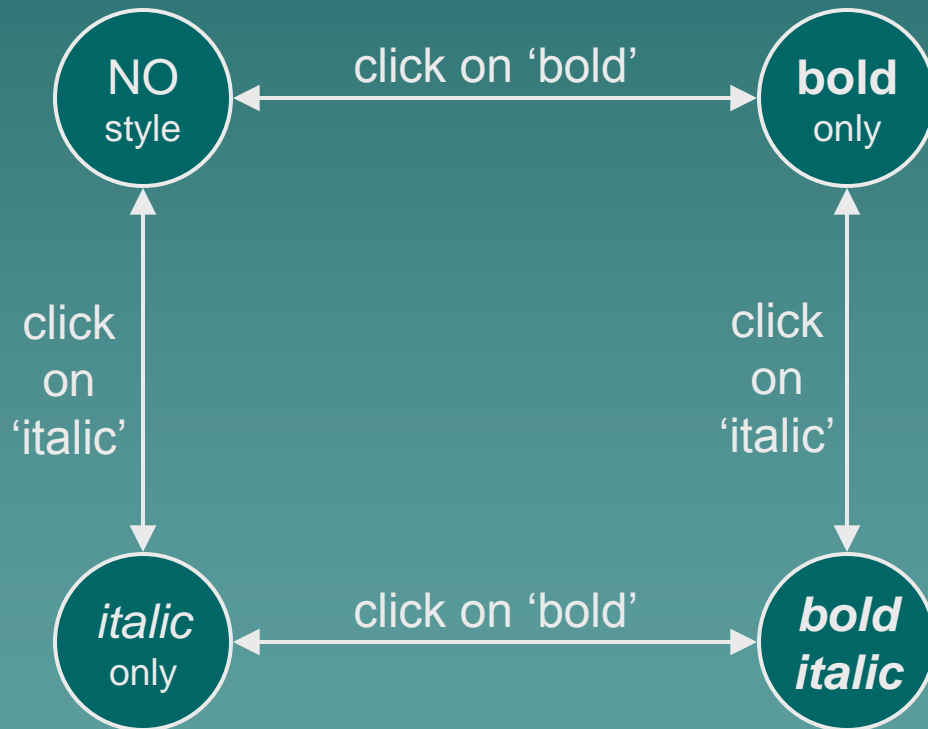 NO
style
click on ‘bold’
bold
only
click
on
‘italic’
click
on
‘italic’
italic
only
click on ‘bold’
bold
italic